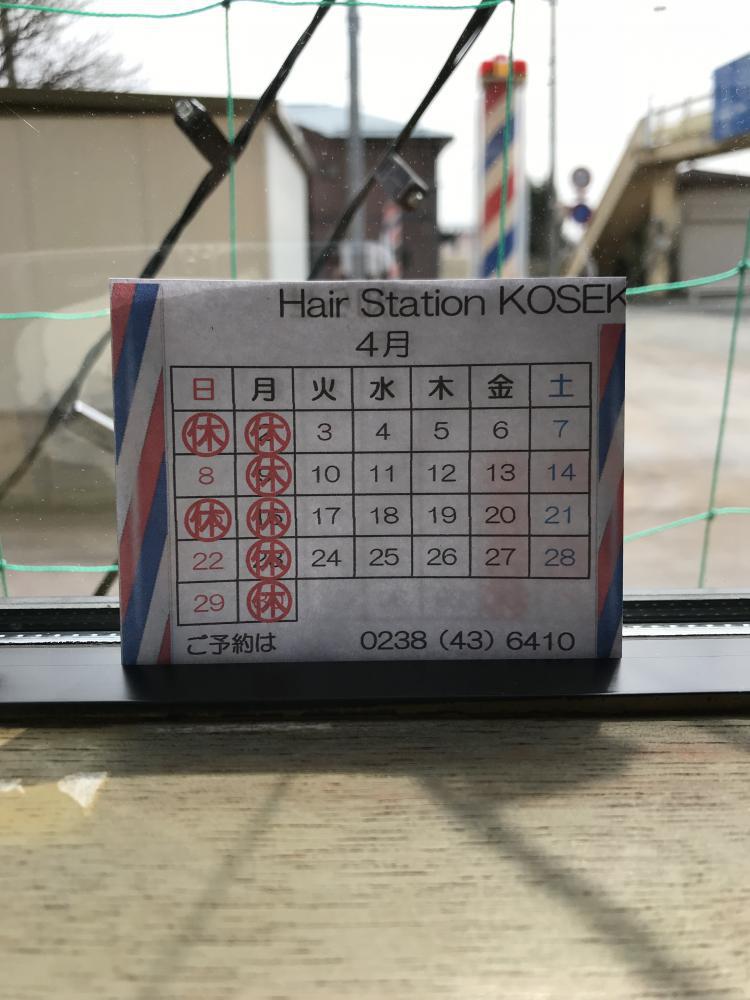 Hair Station KOSEK
4月
日 月 火 水 木 金 土
休 休 3 4 5 6 7
8 休 10 11 12 13 14
休 休 17 18 19 20 21
22 休 24 25 26 27 28
29 休
ご予約は 0238 (43) 6410